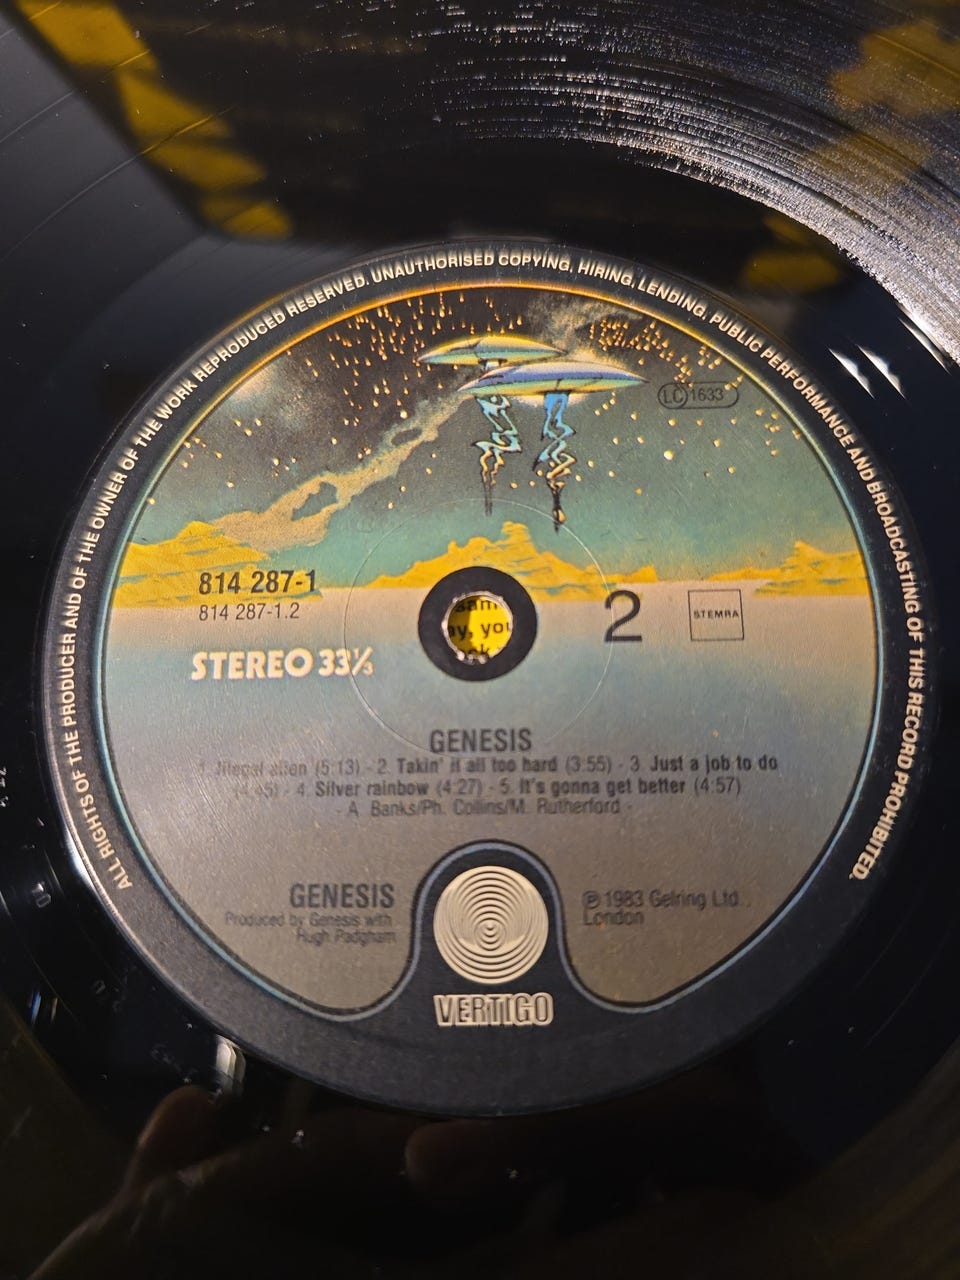 ALL RIGHTS OF THE PRODUCER AND OF THE OWNER OF THE WORK REPRODUCED RESERVED. UNAUTHORISED COPYING, HIRING, LENDING, PUBLIC PERFORMANCE AND BROADCASTING OF THIS RECORD PROHIBITED.
LC 1633
814 287-1
814 287-1.2
STEREO 33⅓
2
STEMRA
GENESIS
1. Illegal alien (5:13) - 2. Takin' it all too hard (3:55) - 3. Just a job to do
(4:45) - 4. Silver rainbow (4:27) - 5. It's gonna get better (4:57)
- A. Banks/Ph. Collins/M. Rutherford -
GENESIS
Produced by Genesis with
Hugh Padgham
℗ 1983 Gelring Ltd.,
London
VERTIGO